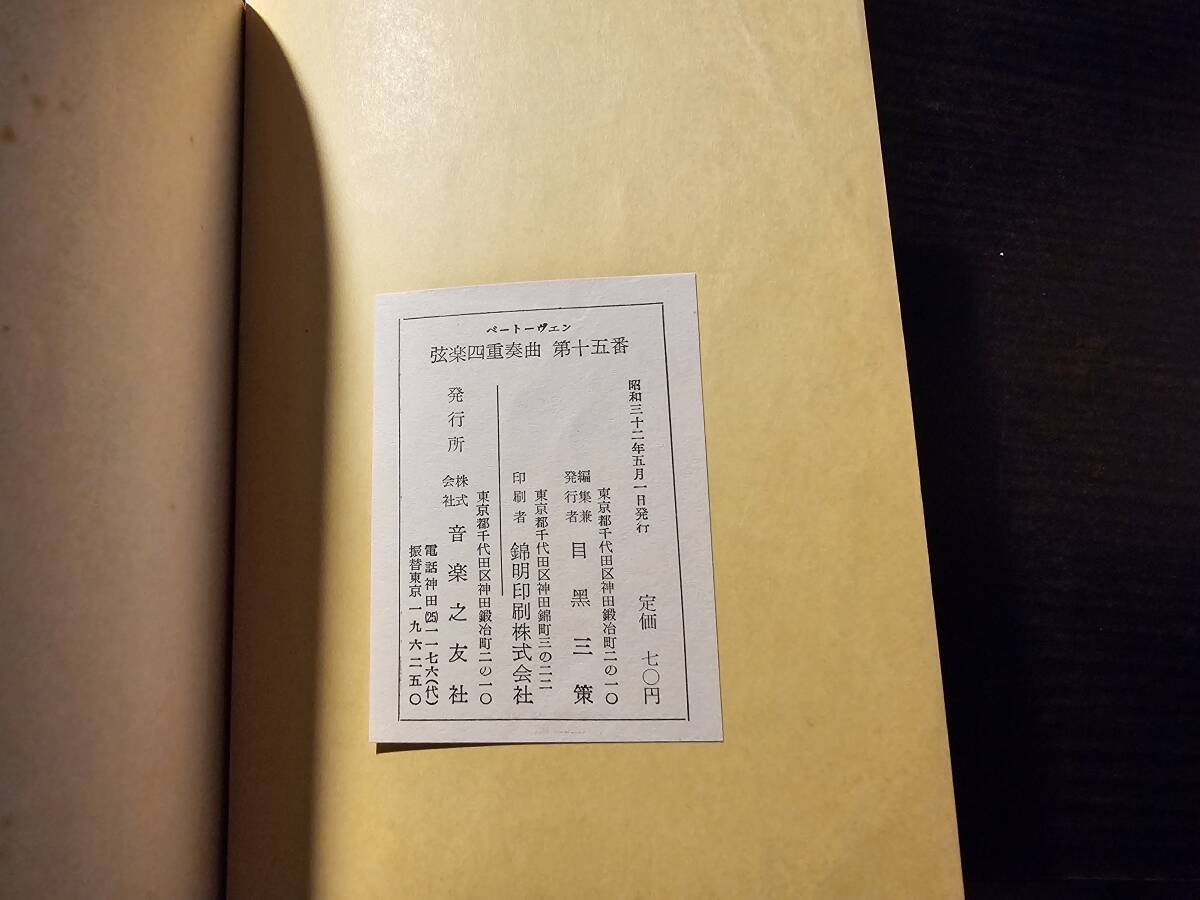 ベートーヴェン
弦楽四重奏曲 第十五番
昭和三十二年五月一日発行
定価 七〇円
東京都千代田区神田鍛冶町二の一〇
編集兼
発行者 目黒三策
東京都千代田区神田錦町三の二二
印刷者 錦明印刷株式会社
東京都千代田区神田鍛冶町二の一〇
発行所 株式会社 音楽之友社
電話神田(25)一一七六(代)
振替東京一九六二五〇